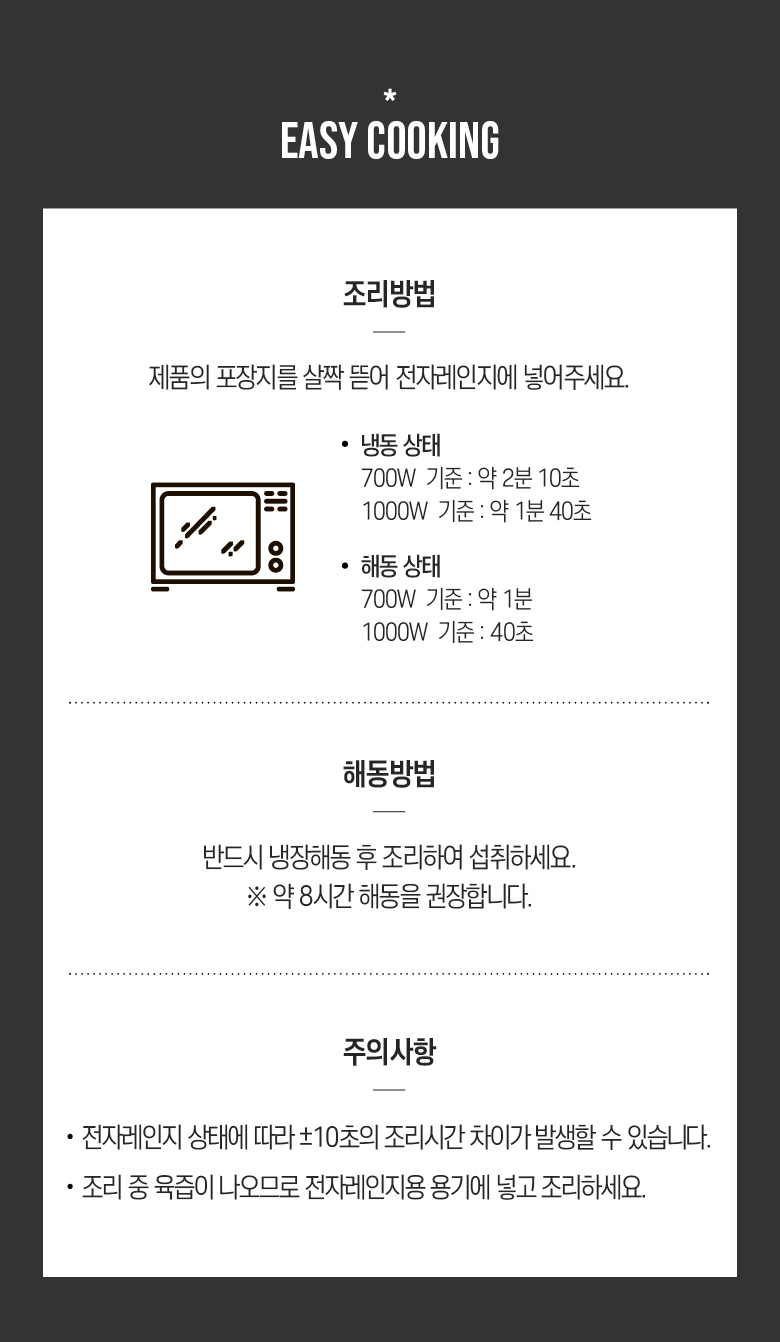 *
EASY COOKING
조리방법
제품의 포장지를 살짝 뜯어 전자레인지에 넣어주세요.
• 냉동 상태
700W 기준 : 약 2분 10초
1000W 기준 : 약 1분 40초
• 해동 상태
700W 기준 : 약 1분
1000W 기준 : 40초
해동방법
반드시 냉장해동 후 조리하여 섭취하세요.
※ 약 8시간 해동을 권장합니다.
주의사항
• 전자레인지 상태에 따라 ±10초의 조리시간 차이가 발생할 수 있습니다.
• 조리 중 육즙이 나오므로 전자레인지용 용기에 넣고 조리하세요.